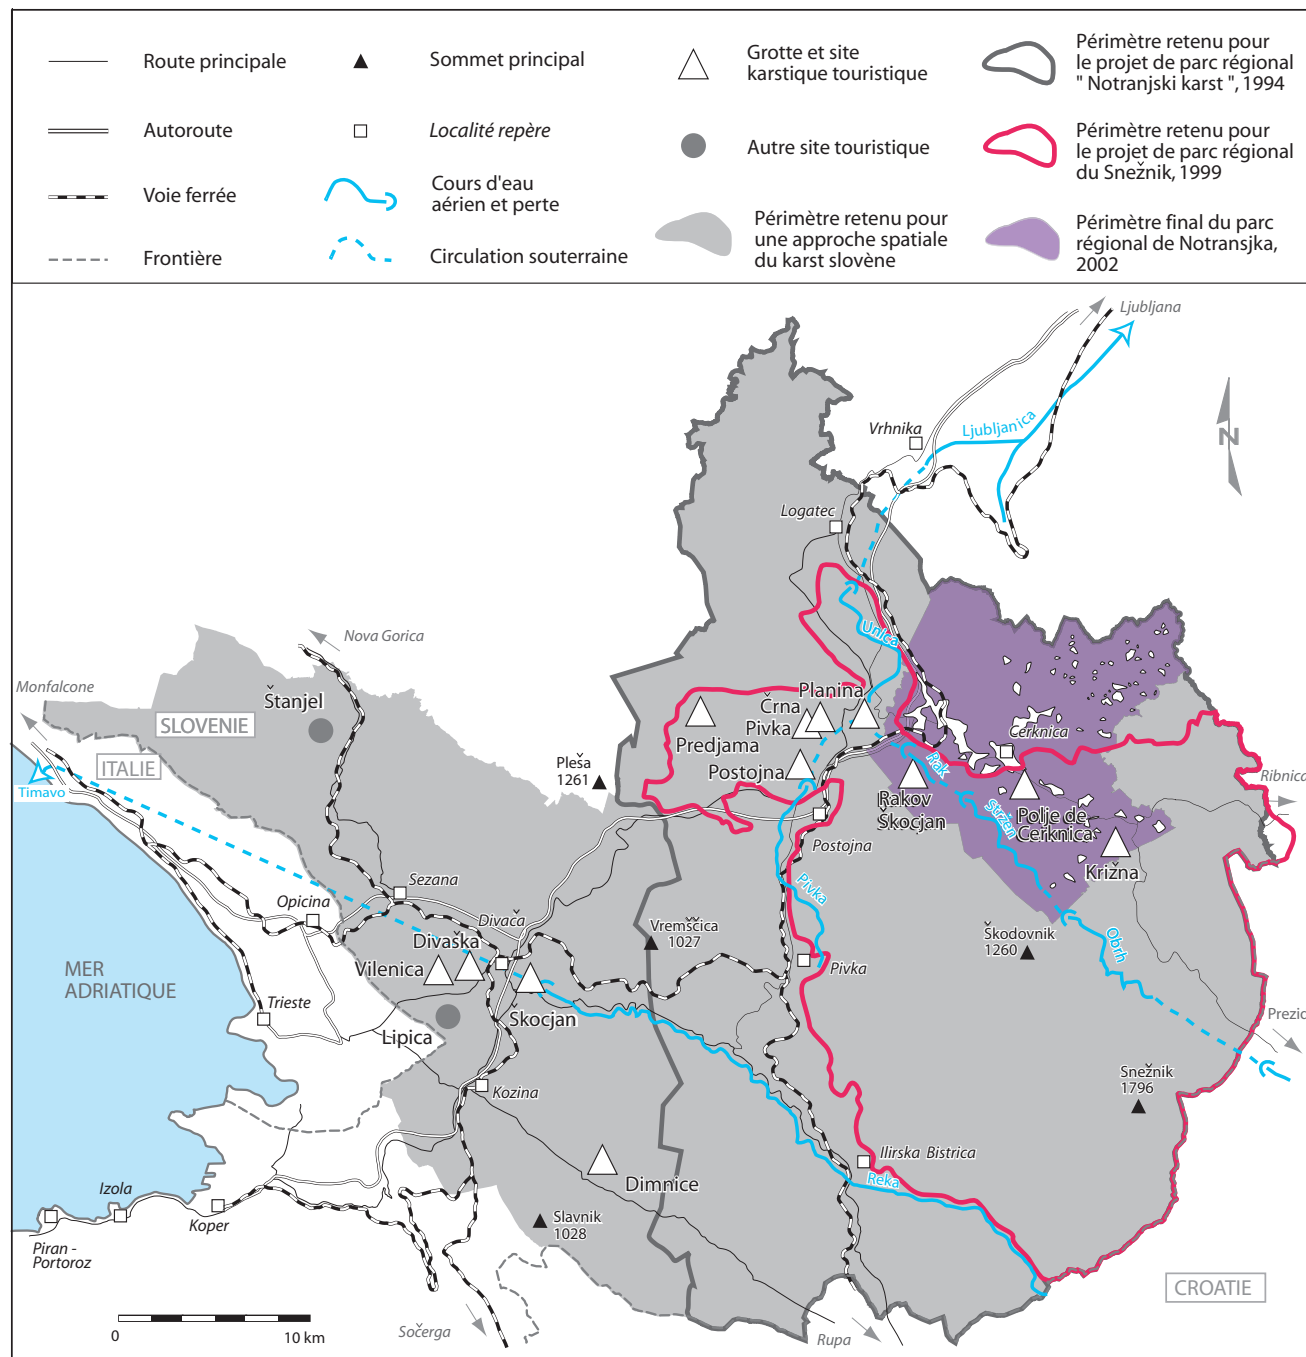 Route principale
Autoroute
Voie ferrée
Frontière
Sommet principal
Localité repère
Cours d'eau
aérien et perte
Circulation souterraine
Grotte et site
karstique touristique
Autre site touristique
Périmètre retenu pour
une approche spatiale
du karst slovène
Périmètre retenu pour
le projet de parc régional
" Notranjski karst ", 1994
Périmètre retenu pour
le projet de parc régional
du Snežnik, 1999
Périmètre final du parc
régional de Notransjka,
2002
Ljubljana
Vrhnika
Ljubljanica
N
Logatec
Unica
Nova Gorica
Monfalcone
Štanjel
SLOVENIE
ITALIE
Timavo
Planina
Črna
Pivka
Predjama
Postojna
Pleša
1261
Cerknica
Rak
Rakov
Škocjan
Stržen
Polje de
Cerknica
Križna
Ribnica
Postojna
Pivka
Sezana
Opicina
Divača
Divaška
Vilenica
Vremščica
1027
Škodovnik
1260
Obrh
Pivka
MER
ADRIATIQUE
Trieste
Škocjan
Lipica
Prezid
Snežnik
1796
Kozina
Ilirska Bistrica
Reka
Dimnice
Izola
Koper
Piran -
Portoroz
Slavnik
1028
CROATIE
0
10 km
Sočerga
Rupa